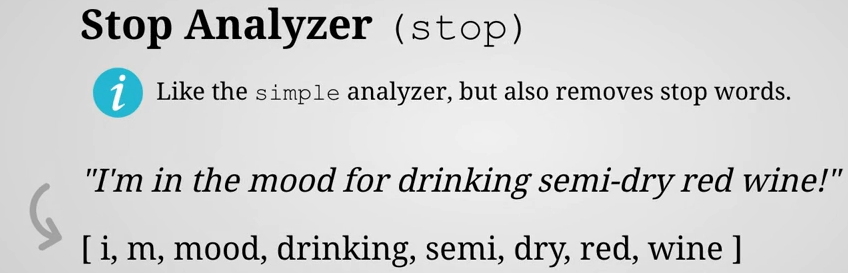 Stop Analyzer (stop)
i Like the simple analyzer, but also removes stop words.
"I'm in the mood for drinking semi-dry red wine!"
[ i, m, mood, drinking, semi, dry, red, wine ]